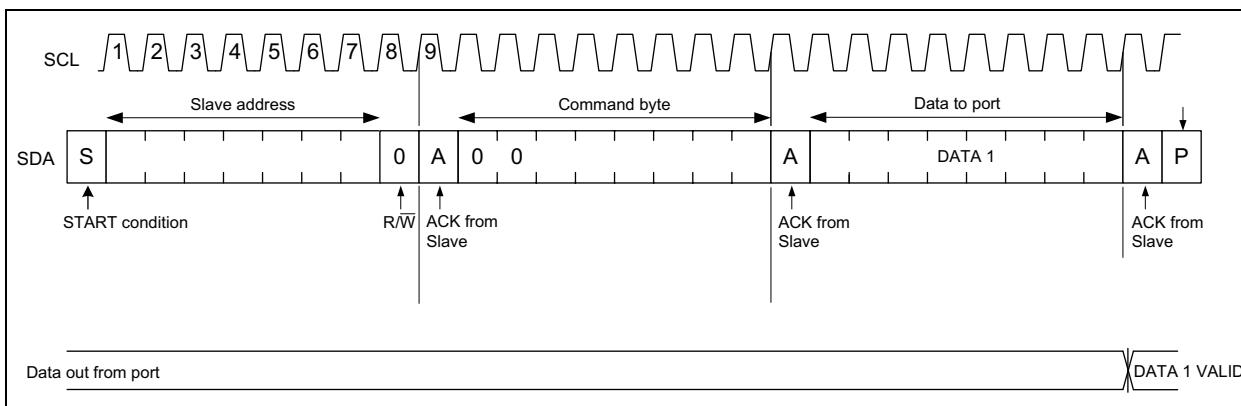 SCL 1 2 3 4 5 6 7 8 9
Slave address Command byte Data to port
SDA S 0 A 0 0 A DATA 1 A P
START condition R/W̅ ACK from Slave ACK from Slave ACK from Slave
Data out from port DATA 1 VALID